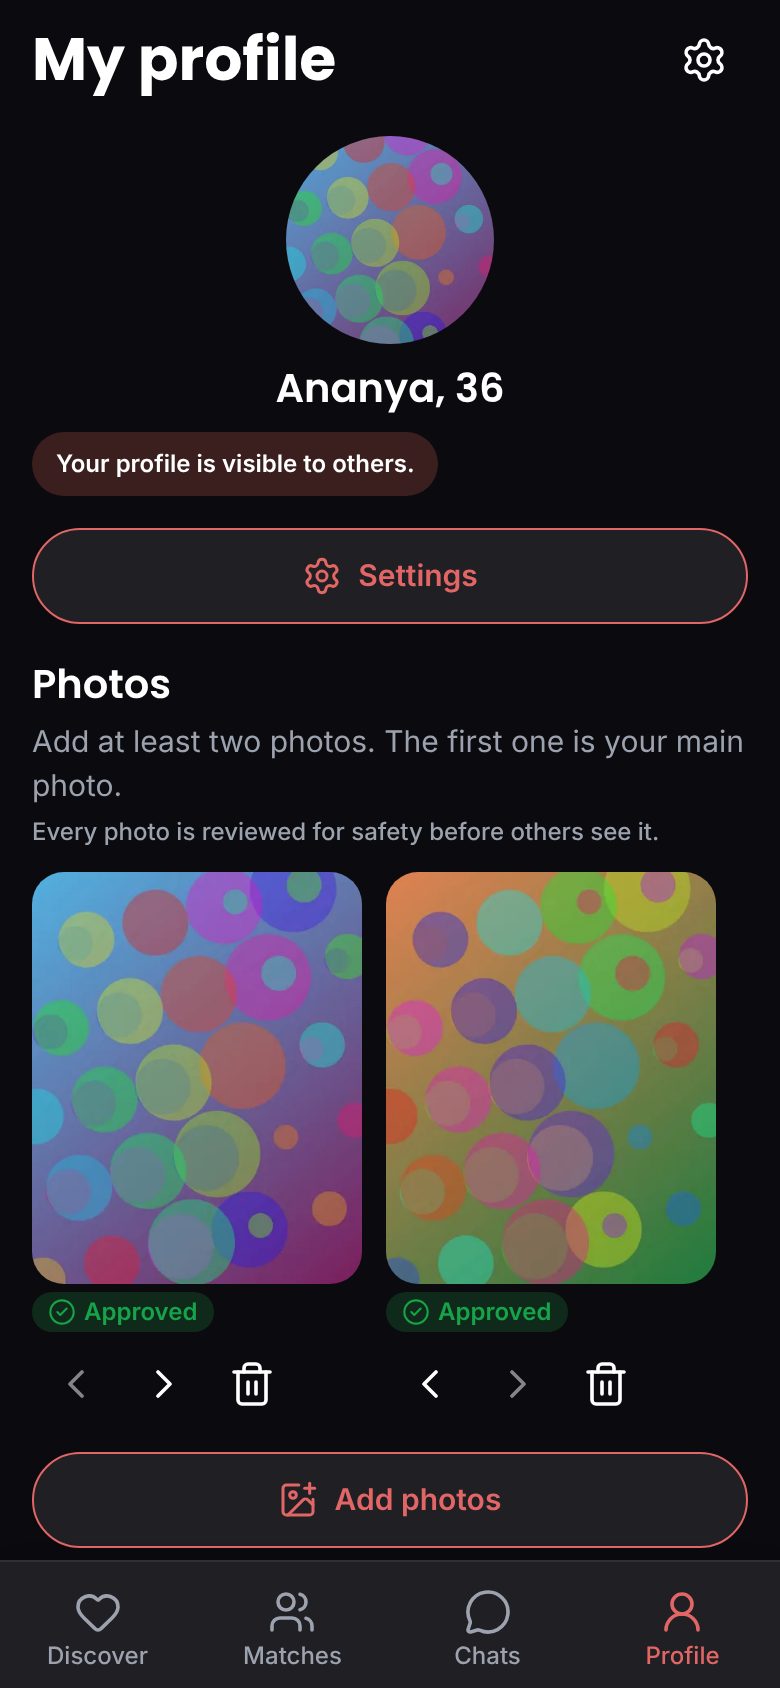 My profile
Ananya, 36
Your profile is visible to others.
Settings
Photos
Add at least two photos. The first one is your main
photo.
Every photo is reviewed for safety before others see it.
Approved
Approved
Add photos
Discover
Matches
Chats
Profile